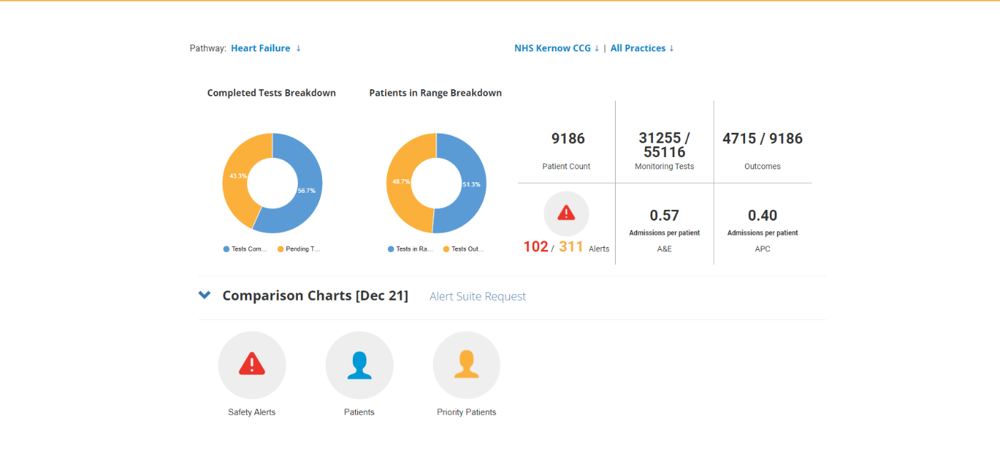 Pathway: Heart Failure ↓
NHS Kernow CCG ↓ | All Practices ↓
Completed Tests Breakdown
Patients in Range Breakdown
43.3%
56.7%
Tests Com...
Pending T...
48.7%
51.3%
Tests in Ra...
Tests Out...
9186
Patient Count
31255 /
55116
Monitoring Tests
4715 / 9186
Outcomes
102 / 311 Alerts
0.57
Admissions per patient
A&E
0.40
Admissions per patient
APC
Comparison Charts [Dec 21]
Alert Suite Request
Safety Alerts
Patients
Priority Patients